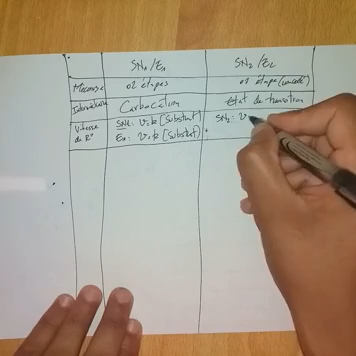 SN1/E1
SN2/E2
Mécanisme
02 étapes
01 étape (concerté)
Intermédiaire
Carbocation
état de transition
Vitesse de R°
SN1: v=k[Substrat]
E1: v=k[Substrat]
SN2: v